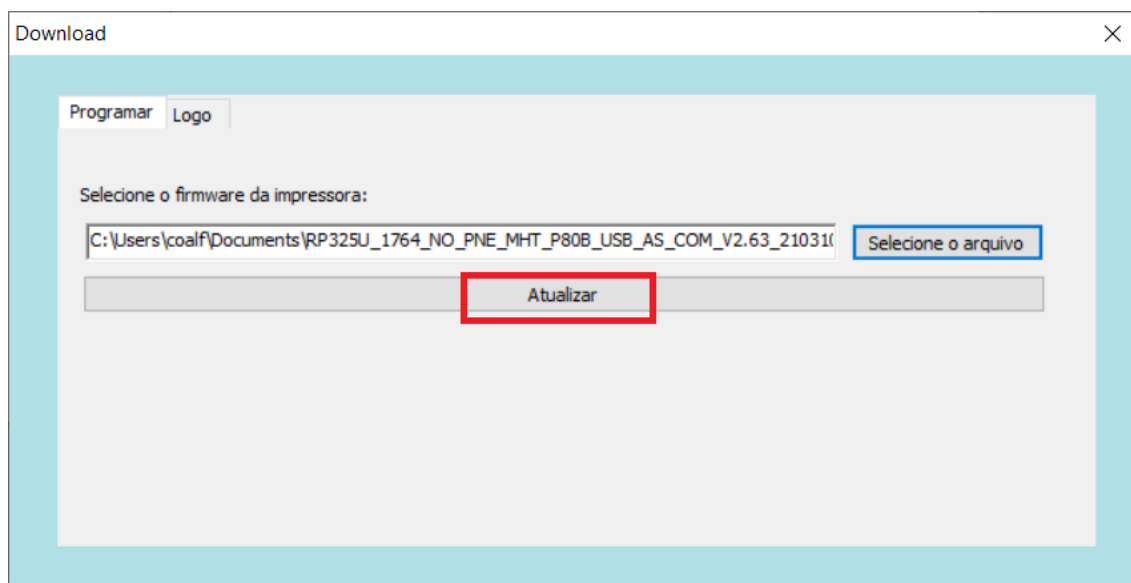 Download
Programar Logo
Selecione o firmware da impressora:
C:\Users\coalf\Documents\RP325U_1764_NO_PNE_MHT_P80B_USB_AS_COM_V2.63_21031( Selecione o arquivo
Atualizar